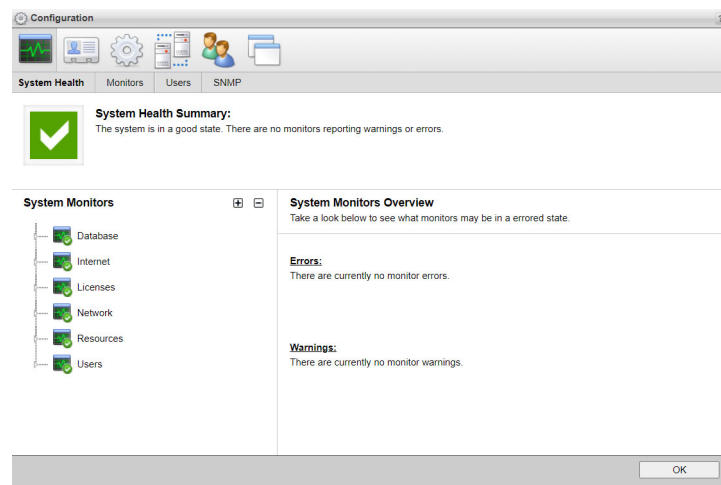 Configuration
System Health Monitors Users SNMP
System Health Summary:
The system is in a good state. There are no monitors reporting warnings or errors.
System Monitors
Database
Internet
Licenses
Network
Resources
Users
System Monitors Overview
Take a look below to see what monitors may be in a errored state.
Errors:
There are currently no monitor errors.
Warnings:
There are currently no monitor warnings.
OK